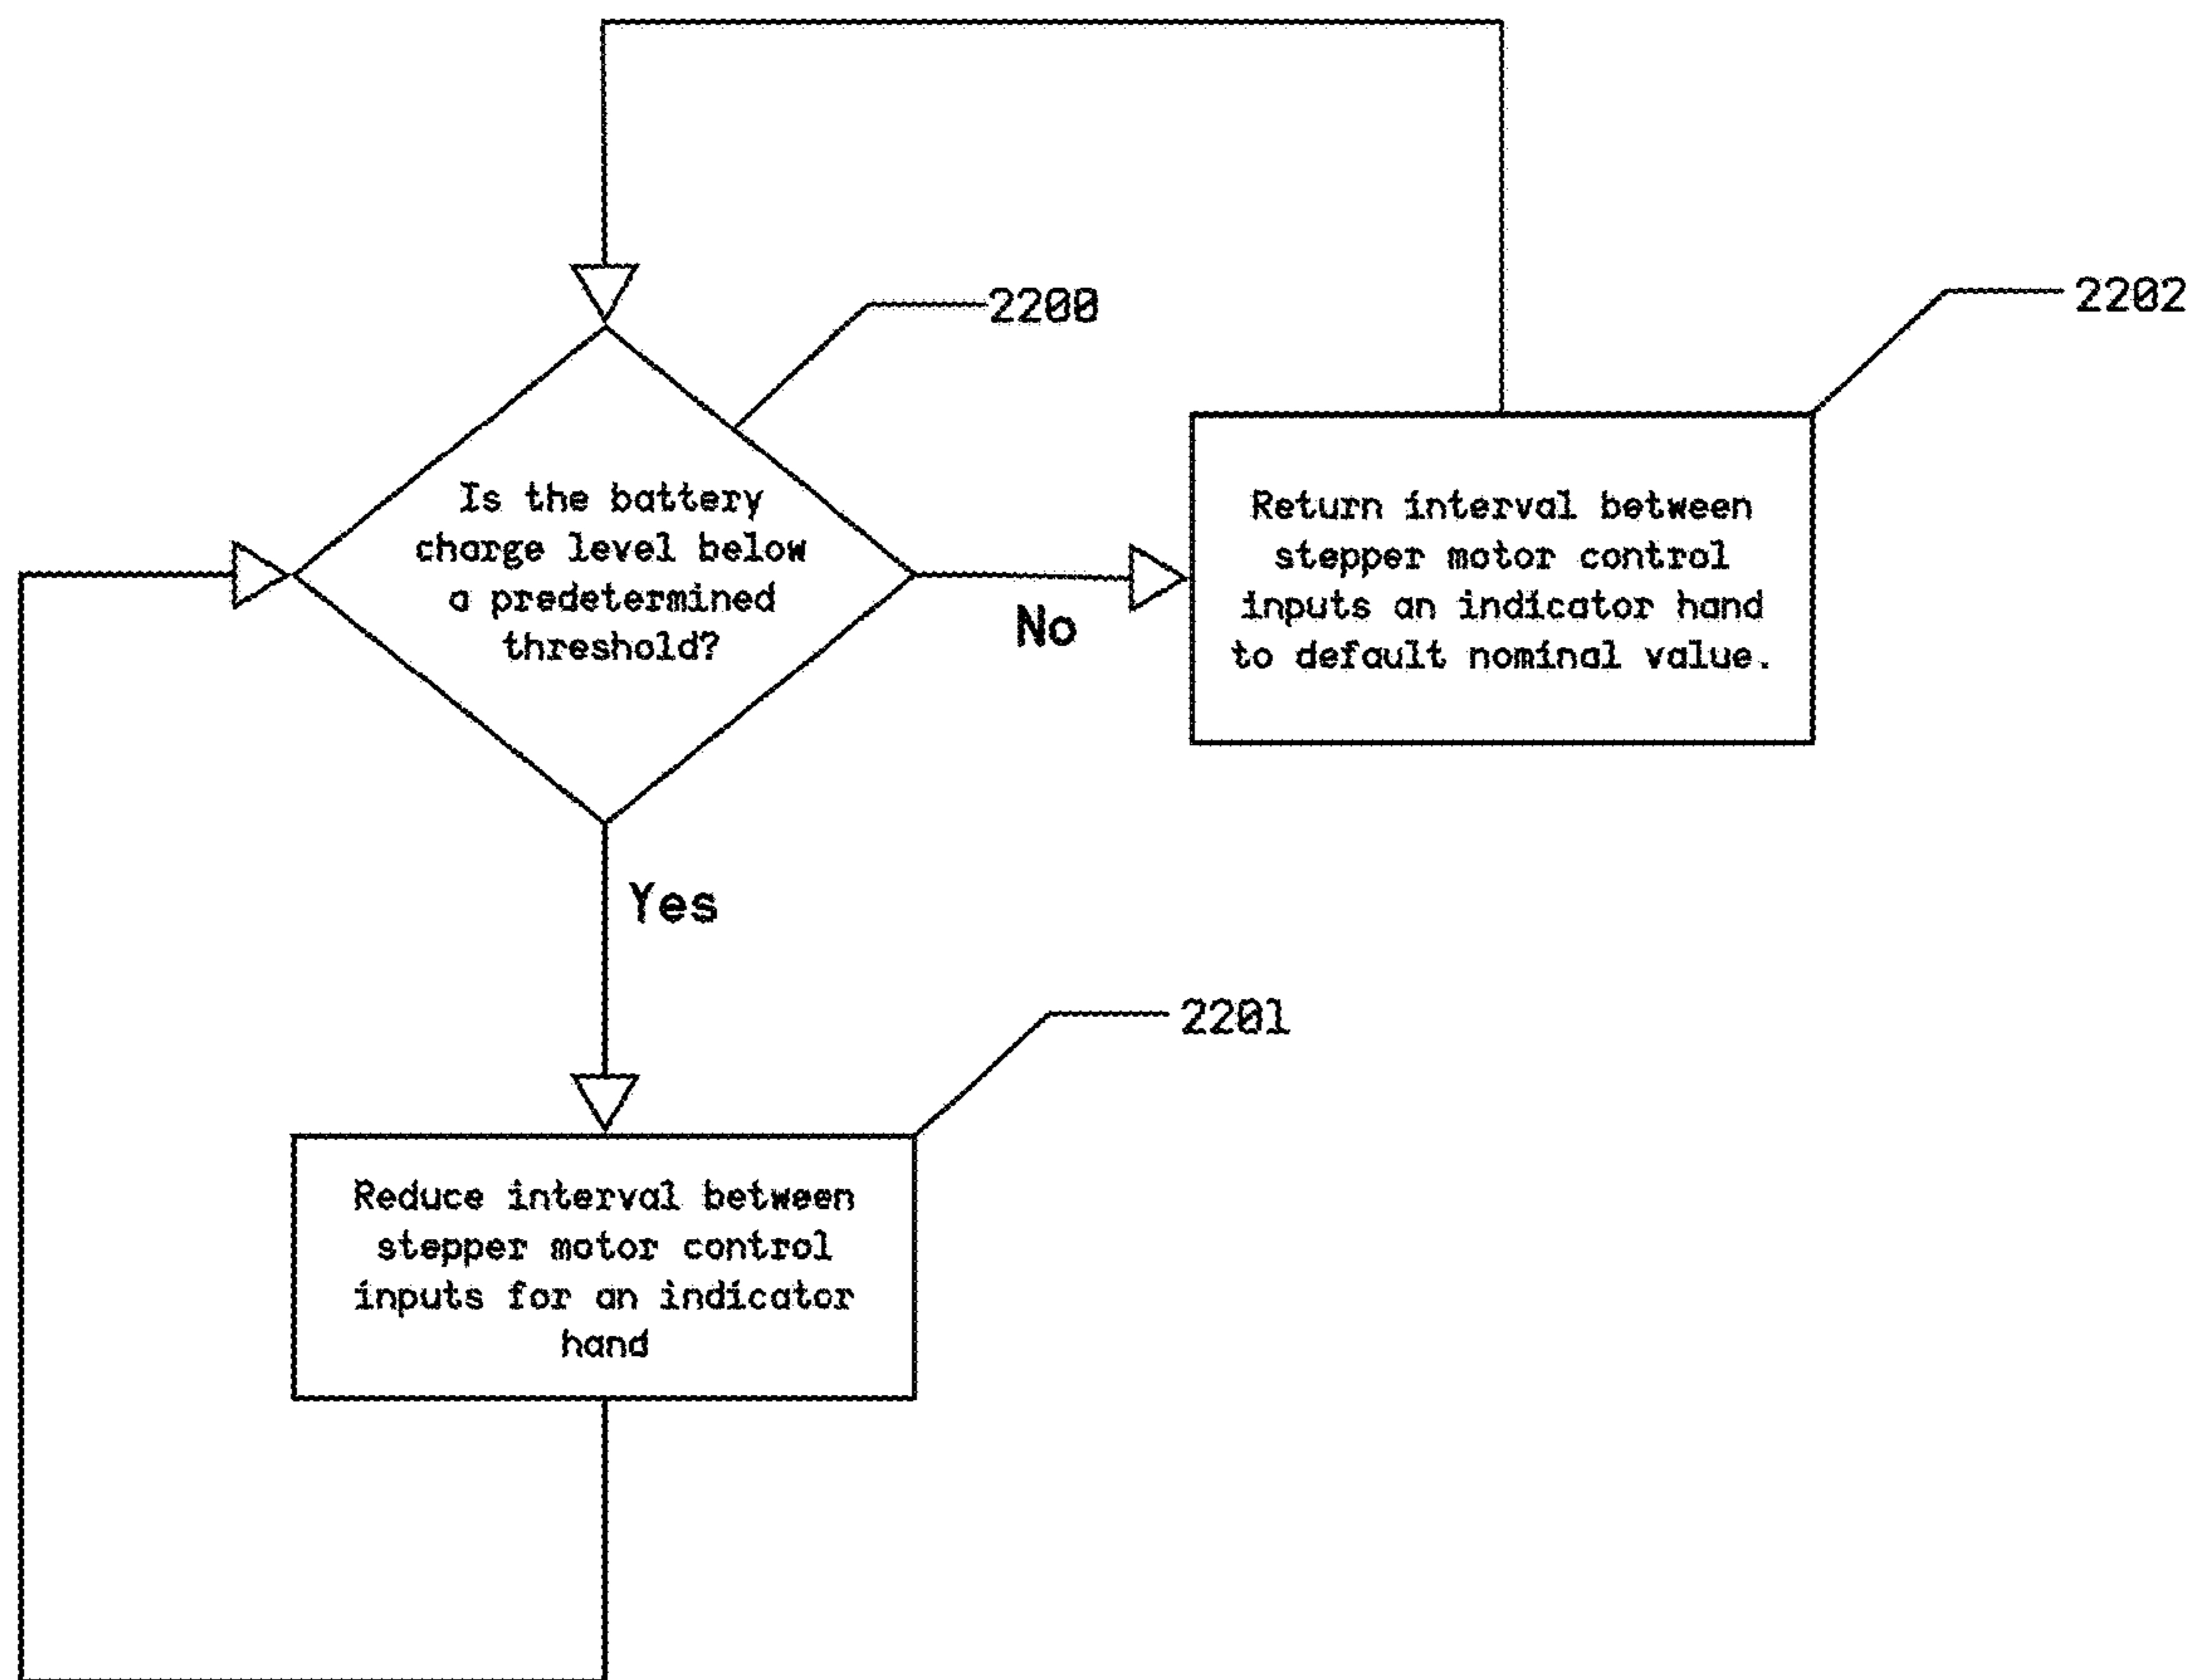 2200
2202
Is the battery
charge level below
a predetermined
threshold?
No
Return interval between
stepper motor control
inputs an indicator hand
to default nominal value.
Yes
2201
Reduce interval between
stepper motor control
inputs for an indicator
hand